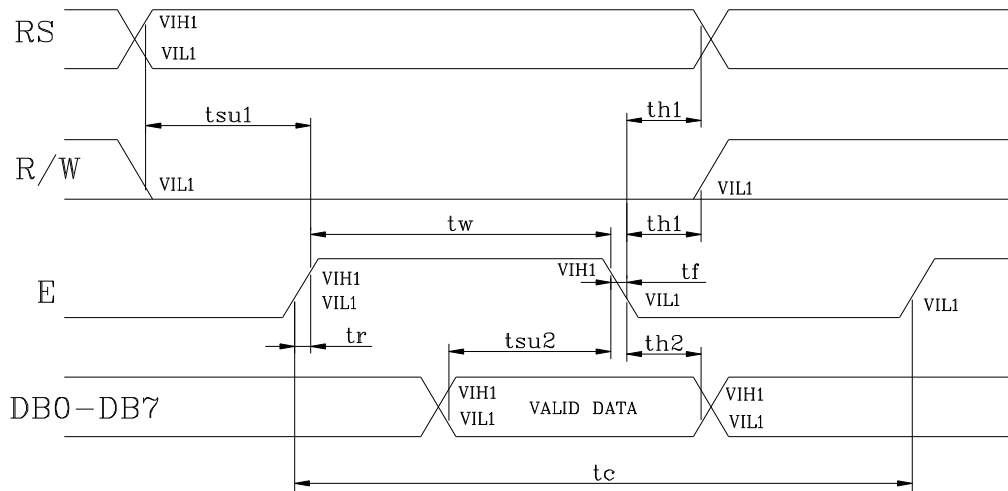 RS
VIH1
VIL1
tsu1
th1
R/W
VIL1
VIL1
tw
th1
E
VIH1
VIL1
VIH1
tf
VIL1
VIL1
tr
tsu2
th2
DB0-DB7
VIH1
VIL1
VALID DATA
VIH1
VIL1
tc